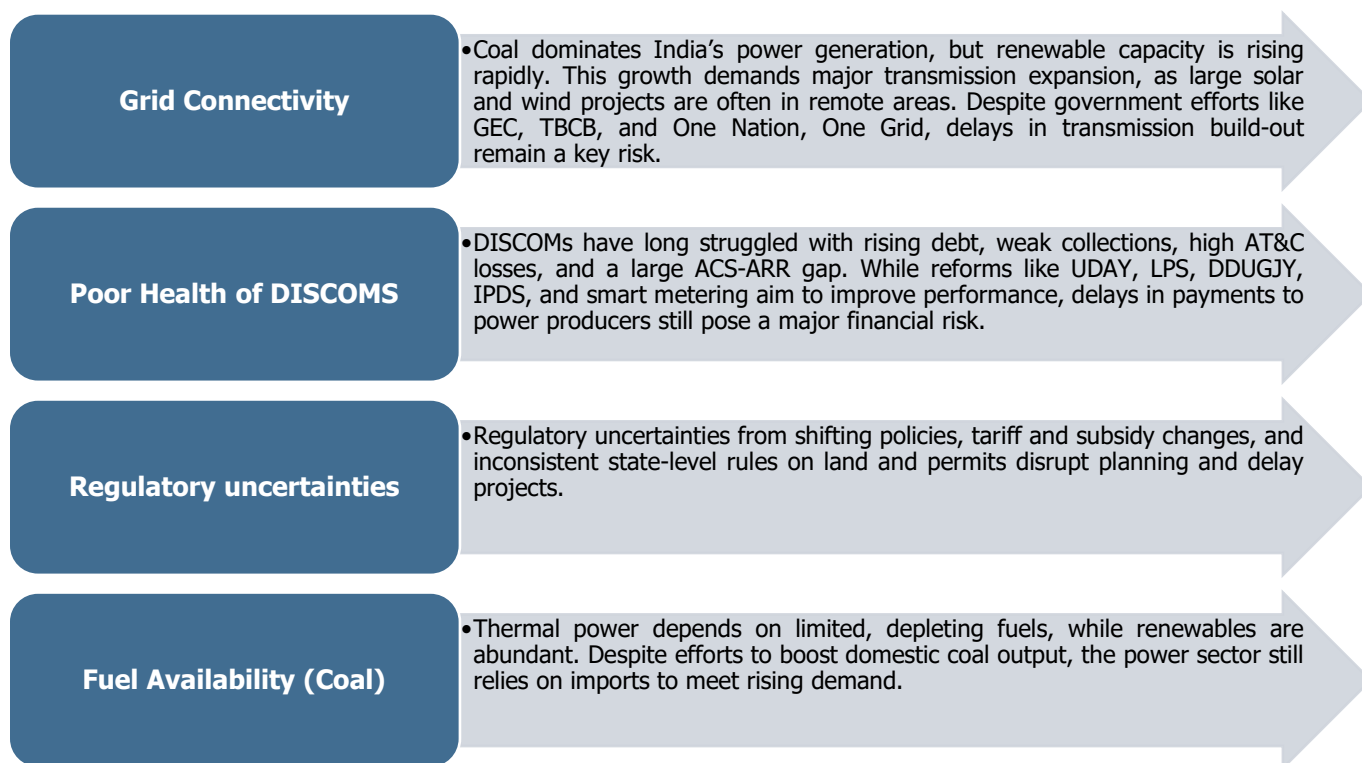 Grid Connectivity
•Coal dominates India's power generation, but renewable capacity is rising
rapidly. This growth demands major transmission expansion, as large solar
and wind projects are often in remote areas. Despite government efforts like
GEC, TBCB, and One Nation, One Grid, delays in transmission build-out
remain a key risk.
Poor Health of DISCOMS
•DISCOMs have long struggled with rising debt, weak collections, high AT&C
losses, and a large ACS-ARR gap. While reforms like UDAY, LPS, DDUGJY,
IPDS, and smart metering aim to improve performance, delays in payments to
power producers still pose a major financial risk.
Regulatory uncertainties
•Regulatory uncertainties from shifting policies, tariff and subsidy changes, and
inconsistent state-level rules on land and permits disrupt planning and delay
projects.
Fuel Availability (Coal)
•Thermal power depends on limited, depleting fuels, while renewables are
abundant. Despite efforts to boost domestic coal output, the power sector still
relies on imports to meet rising demand.